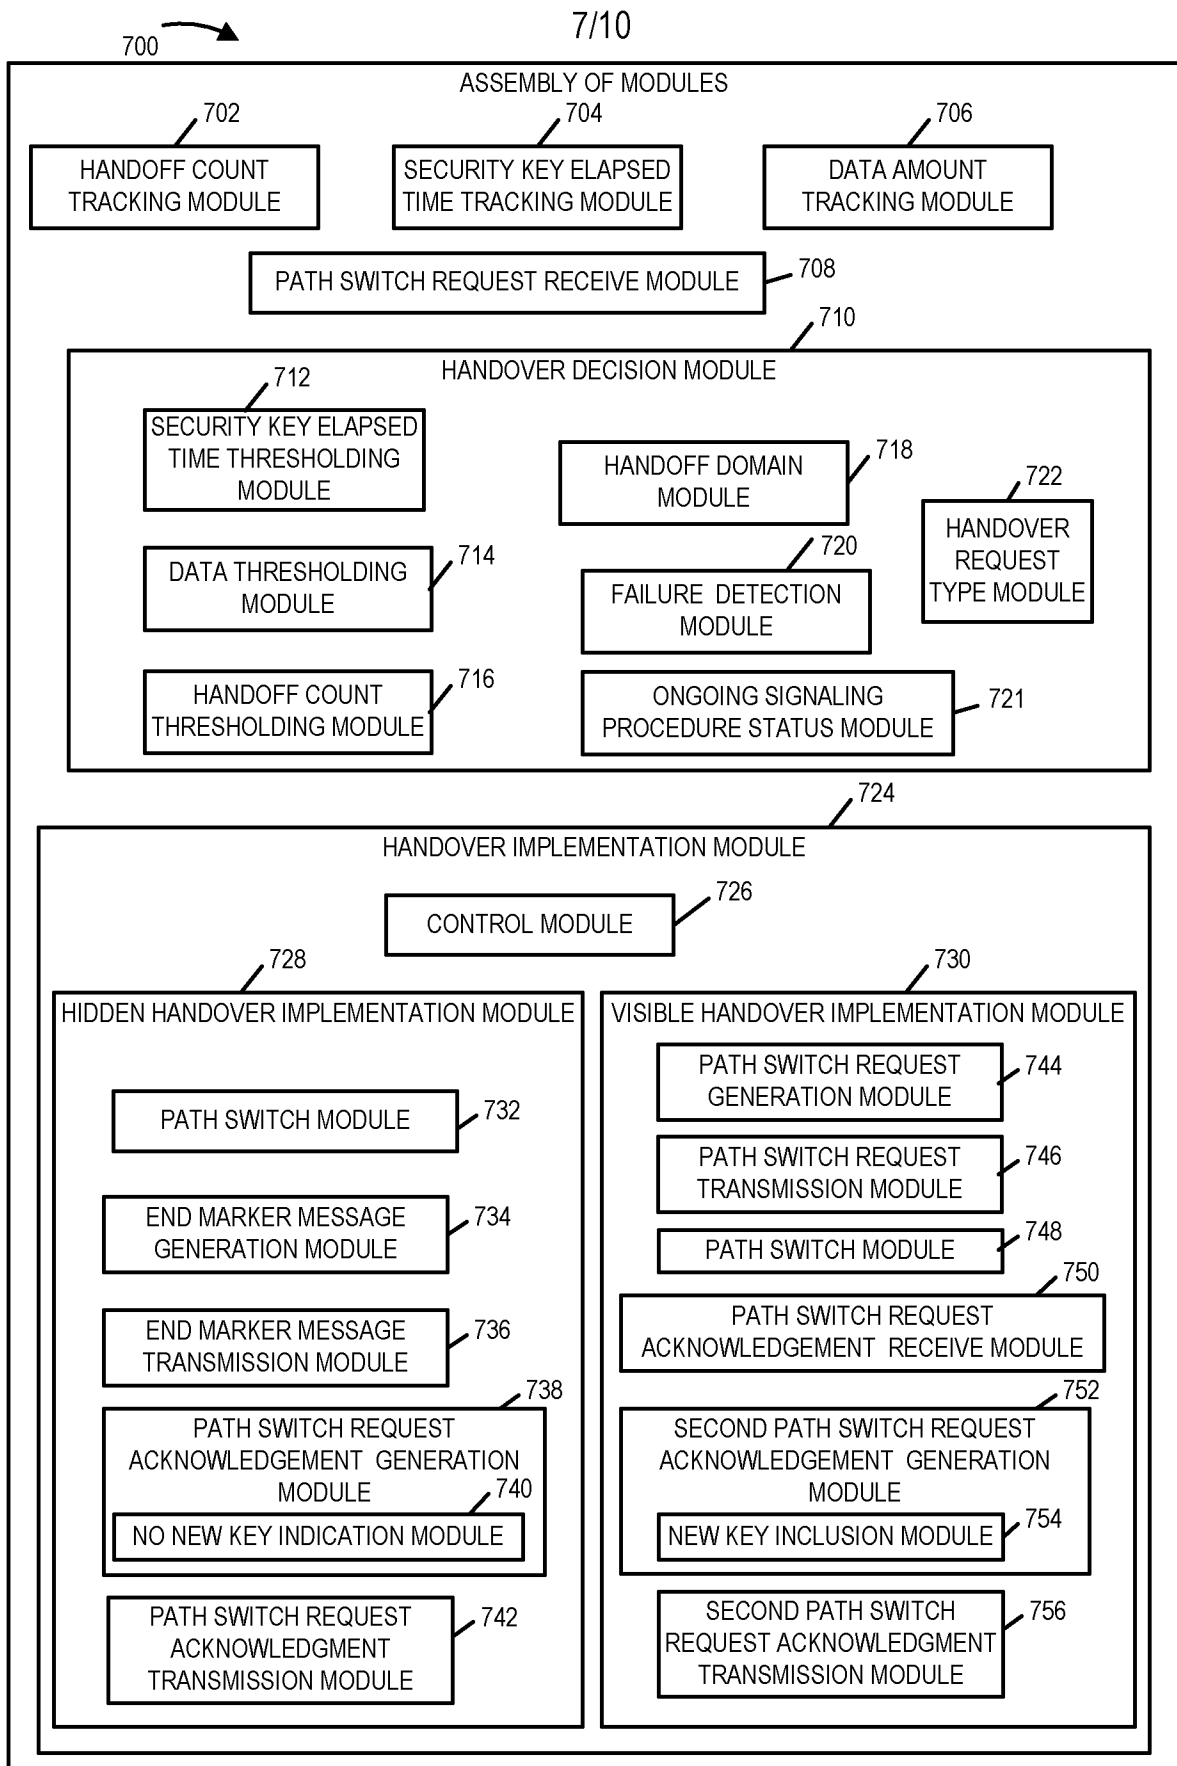 7/10
700
ASSEMBLY OF MODULES
702
704
706
HANDOFF COUNT
TRACKING MODULE
SECURITY KEY ELAPSED
TIME TRACKING MODULE
DATA AMOUNT
TRACKING MODULE
PATH SWITCH REQUEST RECEIVE MODULE
708
710
HANDOVER DECISION MODULE
712
SECURITY KEY ELAPSED
TIME THRESHOLDING
MODULE
714
DATA THRESHOLDING
MODULE
716
HANDOFF COUNT
THRESHOLDING MODULE
718
HANDOFF DOMAIN
MODULE
720
FAILURE DETECTION
MODULE
ONGOING SIGNALING
PROCEDURE STATUS MODULE
721
722
HANDOVER
REQUEST
TYPE MODULE
724
HANDOVER IMPLEMENTATION MODULE
726
CONTROL MODULE
728
HIDDEN HANDOVER IMPLEMENTATION MODULE
PATH SWITCH MODULE
732
END MARKER MESSAGE
GENERATION MODULE
734
END MARKER MESSAGE
TRANSMISSION MODULE
736
738
PATH SWITCH REQUEST
ACKNOWLEDGEMENT GENERATION
MODULE
740
NO NEW KEY INDICATION MODULE
PATH SWITCH REQUEST
ACKNOWLEDGMENT
TRANSMISSION MODULE
742
730
VISIBLE HANDOVER IMPLEMENTATION MODULE
PATH SWITCH REQUEST
GENERATION MODULE
744
PATH SWITCH REQUEST
TRANSMISSION MODULE
746
PATH SWITCH MODULE
748
750
PATH SWITCH REQUEST
ACKNOWLEDGEMENT RECEIVE MODULE
752
SECOND PATH SWITCH REQUEST
ACKNOWLEDGEMENT GENERATION
MODULE
NEW KEY INCLUSION MODULE
754
SECOND PATH SWITCH
REQUEST ACKNOWLEDGMENT
TRANSMISSION MODULE
756